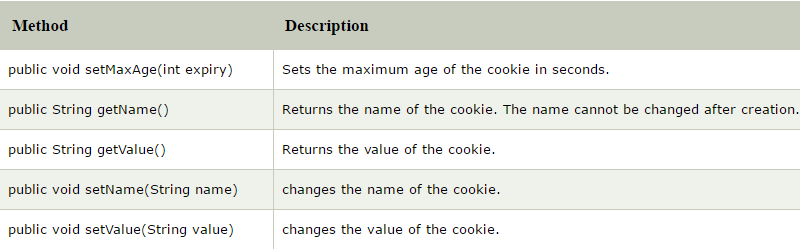 Method Description
public void setMaxAge(int expiry) Sets the maximum age of the cookie in seconds.
public String getName() Returns the name of the cookie. The name cannot be changed after creation.
public String getValue() Returns the value of the cookie.
public void setName(String name) changes the name of the cookie.
public void setValue(String value) changes the value of the cookie.